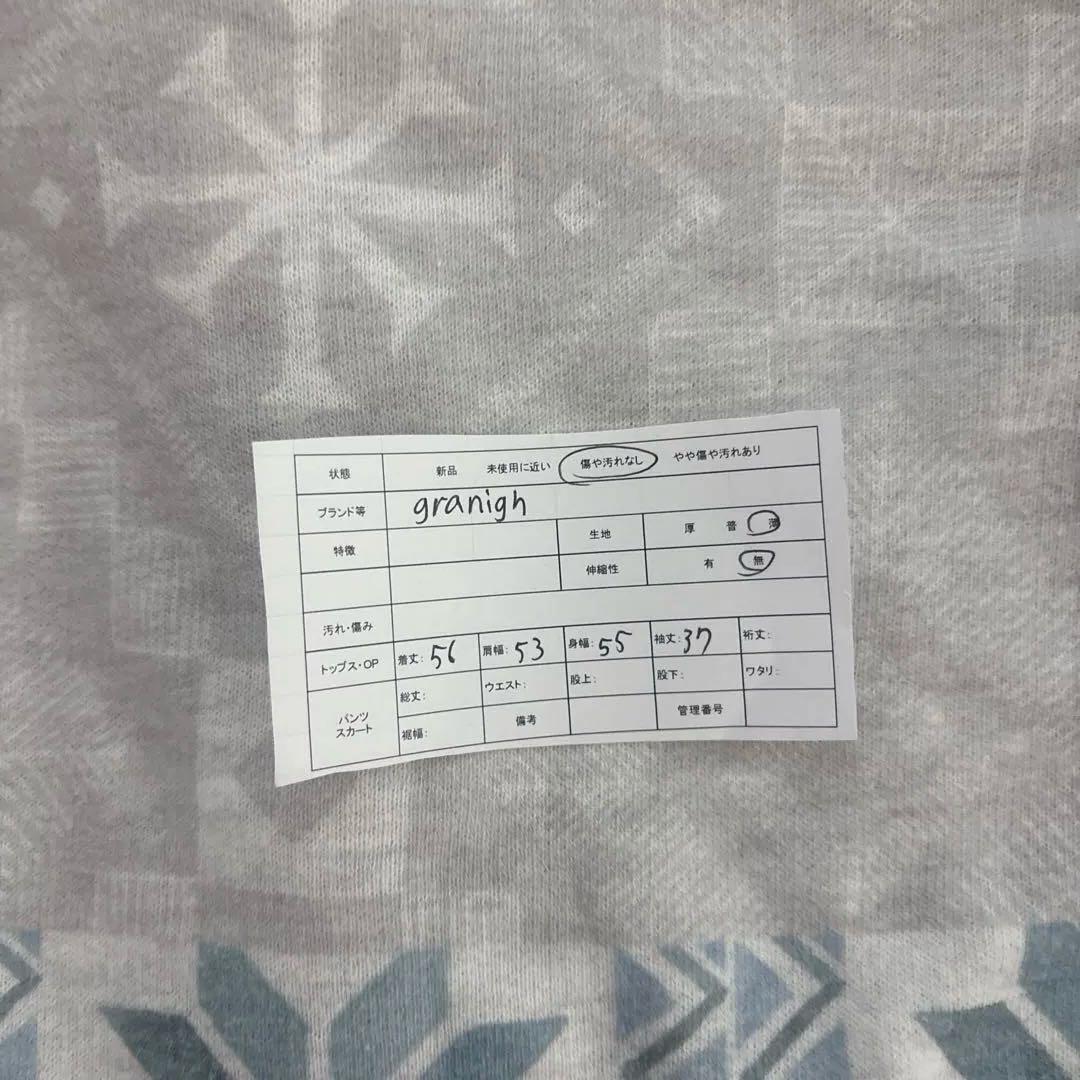 状態 新品 未使用に近い 傷や汚れなし やや傷や汚れあり
ブランド等 granigh
特徴 生地 厚 普 薄
伸縮性 有 無
汚れ・傷み
トップス・OP 着丈: 56 肩幅: 53 身幅: 55 袖丈: 37 裄丈:
パンツ スカート 総丈: ウエスト: 股上: 股下: ワタリ:
裾幅: 備考 管理番号